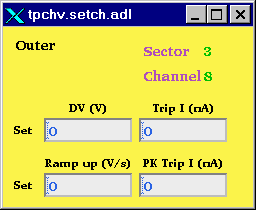 tpchv.setch.adl
Outer
Sector 3
Channel 8
DV (V) Trip I (nA)
Set 0 0
Ramp up (V/s) PK Trip I (nA)
Set 0 0